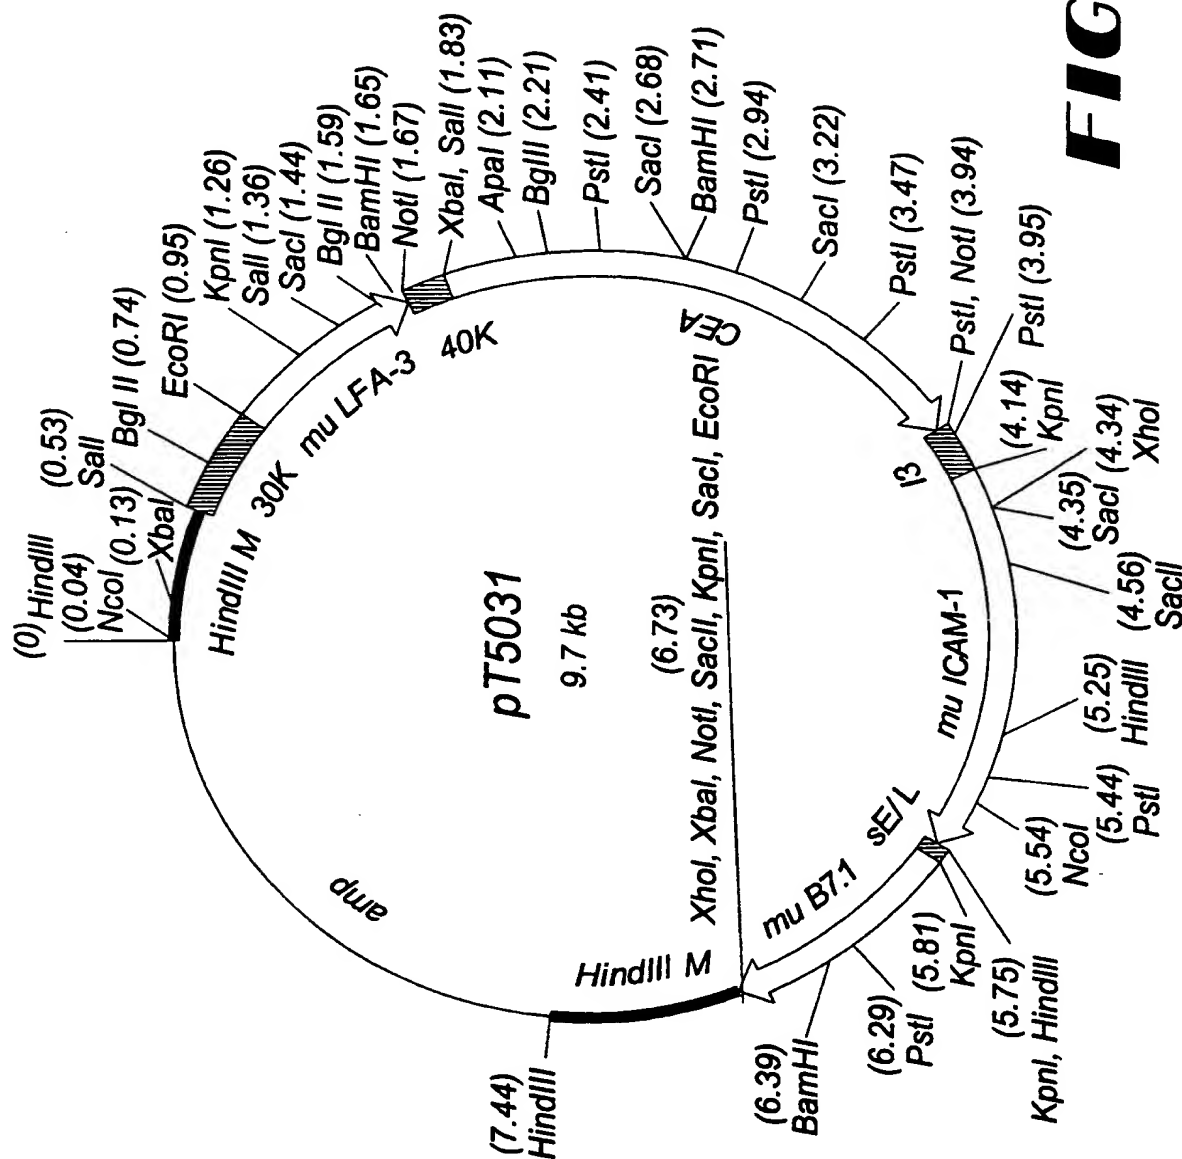 (0) HindIII
(0.04)
NcoI
(0.13)
XbaI
(0.53)
SalI
Bgl II (0.74)
EcoRI (0.95)
KpnI (1.26)
SalI (1.36)
SacI (1.44)
Bgl II (1.59)
BamHI (1.65)
NotI (1.67)
XbaI, SalI (1.83)
ApaI (2.11)
BglII (2.21)
PstI (2.41)
SacI (2.68)
BamHI (2.71)
PstI (2.94)
SacI (3.22)
PstI (3.47)
PstI, NotI (3.94)
PstI (3.95)
(4.14)
KpnI
(4.34)
XhoI
(4.35)
SacI
(4.56)
SacII
(5.25)
HindIII
(5.44)
PstI
(5.54)
NcoI
(5.75)
KpnI, HindIII
(5.81)
KpnI
(6.29)
PstI
(6.39)
BamHI
(7.44)
HindIII
HindIII M
30K
mu LFA-3
40K
CEA
I3
mu ICAM-1
sE/L
mu B7.1
HindIII M
amp
pT5031
9.7 kb
(6.73)
XhoI, XbaI, NotI, SacII, KpnI, SacI, EcoRI
FIG